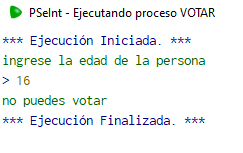 PSeInt - Ejecutando proceso VOTAR
*** Ejecución Iniciada. ***
ingrese la edad de la persona
> 16
no puedes votar
*** Ejecución Finalizada. ***